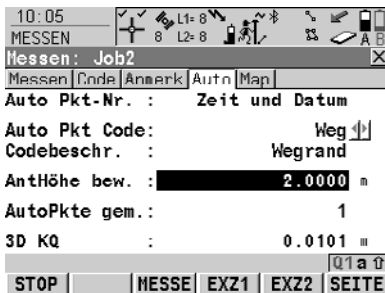 10:05
MESSEN
L1= 8
8 L2= 8
A B
Messen: Job2 X
Messen Code Anmerk Auto Map
Auto Pkt-Nr. : Zeit und Datum
Auto Pkt Code: Weg
Codebeschr. : Wegrand
AntHöhe bew. : 2.0000 m
AutoPkte gem.: 1
3D KQ : 0.0101 m
Q1 a
STOP MESSE EXZ1 EXZ2 SEITE